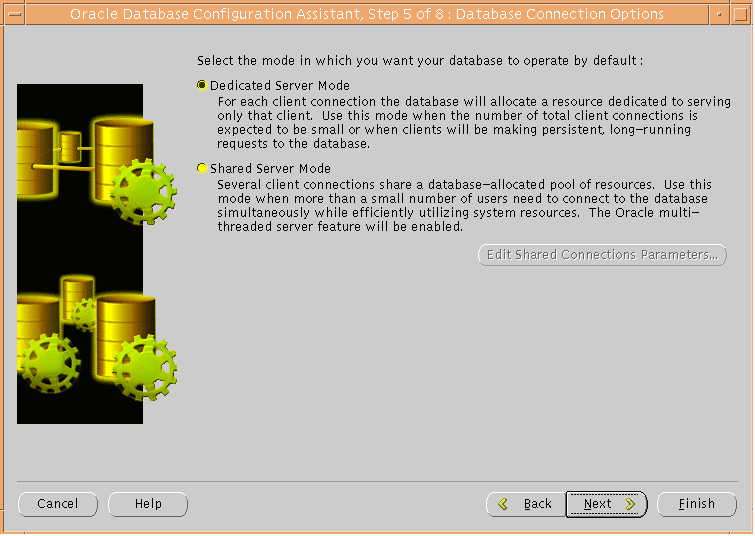 Oracle Database Configuration Assistant, Step 5 of 8 : Database Connection Options
Select the mode in which you want your database to operate by default :
Dedicated Server Mode
For each client connection the database will allocate a resource dedicated to serving
only that client.  Use this mode when the number of total client connections is
expected to be small or when clients will be making persistent, long-running
requests to the database.
Shared Server Mode
Several client connections share a database-allocated pool of resources.  Use this
mode when more than a small number of users need to connect to the database
simultaneously while efficiently utilizing system resources.  The Oracle multi-
threaded server feature will be enabled.
Edit Shared Connections Parameters...
Cancel Help Back Next Finish